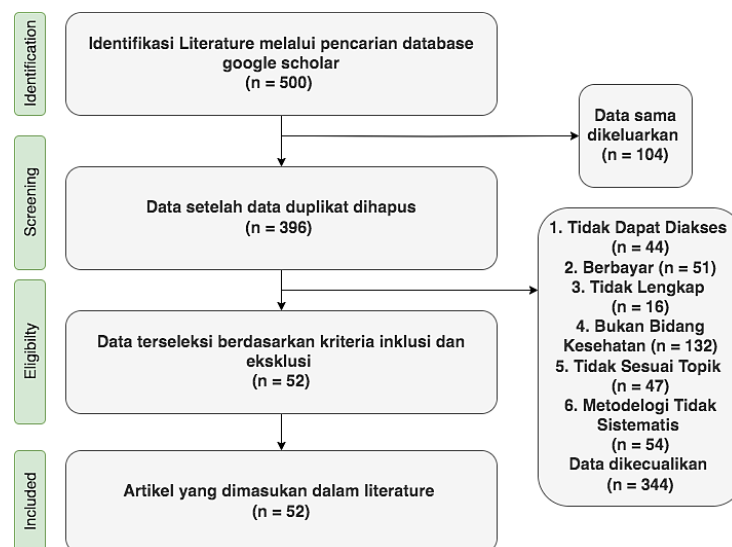 Identification
Identifikasi Literature melalui pencarian database
google scholar
(n = 500)
Data sama
dikeluarkan
(n = 104)
Screening
Data setelah data duplikat dihapus
(n = 396)
1. Tidak Dapat Diakses
(n = 44)
2. Berbayar (n = 51)
3. Tidak Lengkap
(n = 16)
4. Bukan Bidang
Kesehatan (n = 132)
5. Tidak Sesuai Topik
(n = 47)
6. Metodelogi Tidak
Sistematis
(n = 54)
Data dikecualikan
(n = 344)
Eligibilty
Data terseleksi berdasarkan kriteria inklusi dan
eksklusi
(n = 52)
Included
Artikel yang dimasukan dalam literature
(n = 52)